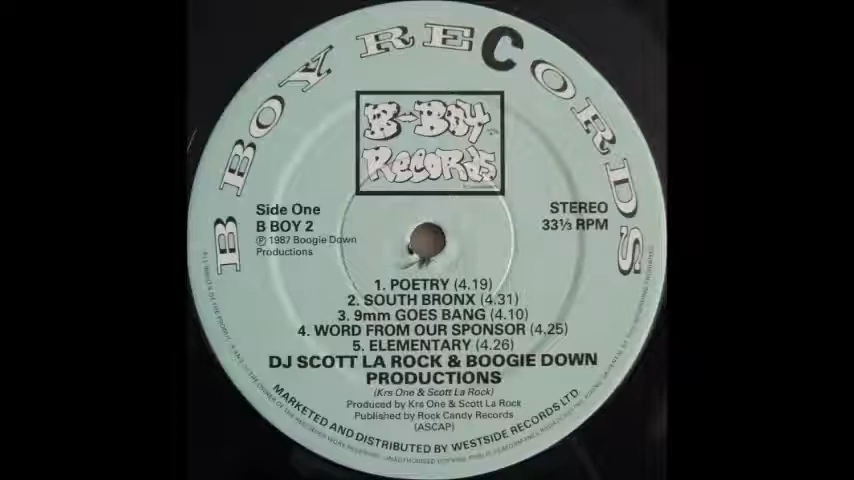 B BOY RECORDS
B-Boy
Records
Side One
B BOY 2
℗ 1987 Boogie Down
Productions
STEREO
33⅓ RPM
1. POETRY (4.19)
2. SOUTH BRONX (4.31)
3. 9mm GOES BANG (4.10)
4. WORD FROM OUR SPONSOR (4.25)
5. ELEMENTARY (4.26)
DJ SCOTT LA ROCK & BOOGIE DOWN
PRODUCTIONS
(Krs One & Scott La Rock)
Produced by Krs One & Scott La Rock
Published by Rock Candy Records
(ASCAP)
MARKETED AND DISTRIBUTED BY WESTSIDE RECORDS LTD